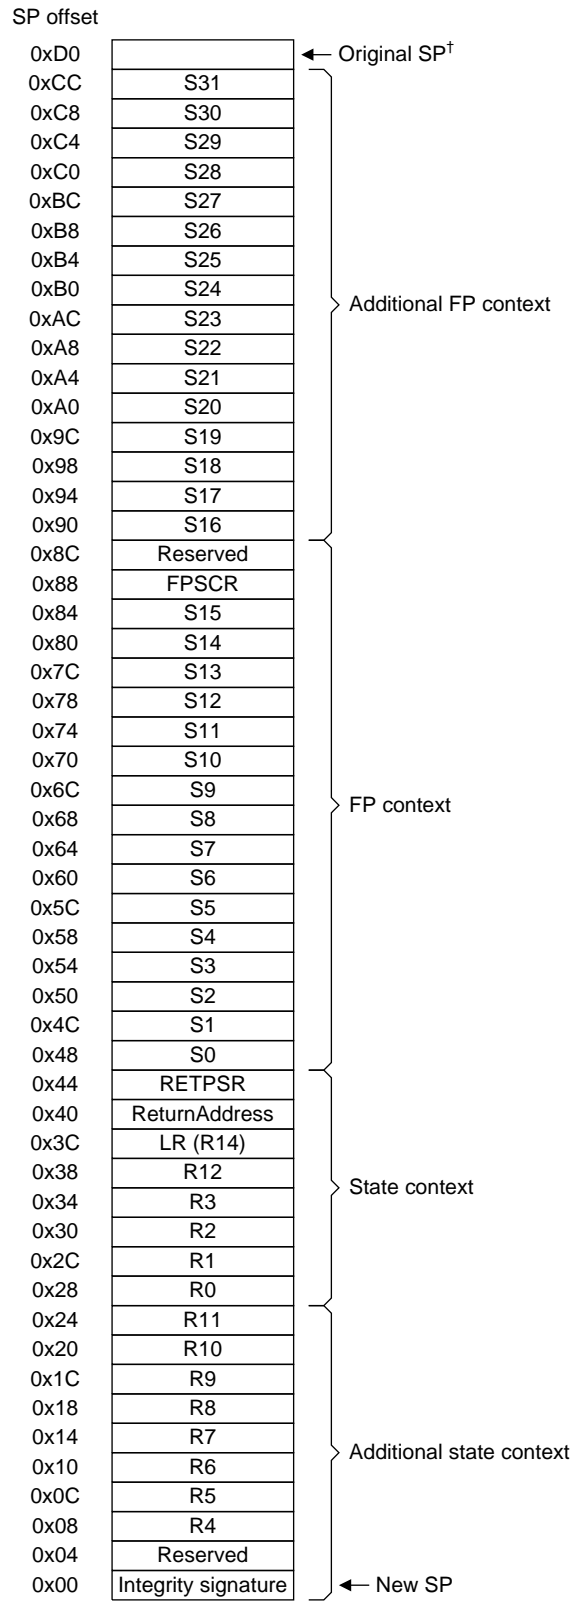 SP offset
0xD0 ← Original SP†
0xCC S31
0xC8 S30
0xC4 S29
0xC0 S28
0xBC S27
0xB8 S26
0xB4 S25
0xB0 S24 Additional FP context
0xAC S23
0xA8 S22
0xA4 S21
0xA0 S20
0x9C S19
0x98 S18
0x94 S17
0x90 S16
0x8C Reserved
0x88 FPSCR
0x84 S15
0x80 S14
0x7C S13
0x78 S12
0x74 S11
0x70 S10
0x6C S9 FP context
0x68 S8
0x64 S7
0x60 S6
0x5C S5
0x58 S4
0x54 S3
0x50 S2
0x4C S1
0x48 S0
0x44 RETPSR
0x40 ReturnAddress
0x3C LR (R14)
0x38 R12 State context
0x34 R3
0x30 R2
0x2C R1
0x28 R0
0x24 R11
0x20 R10
0x1C R9
0x18 R8
0x14 R7 Additional state context
0x10 R6
0x0C R5
0x08 R4
0x04 Reserved
0x00 Integrity signature ← New SP